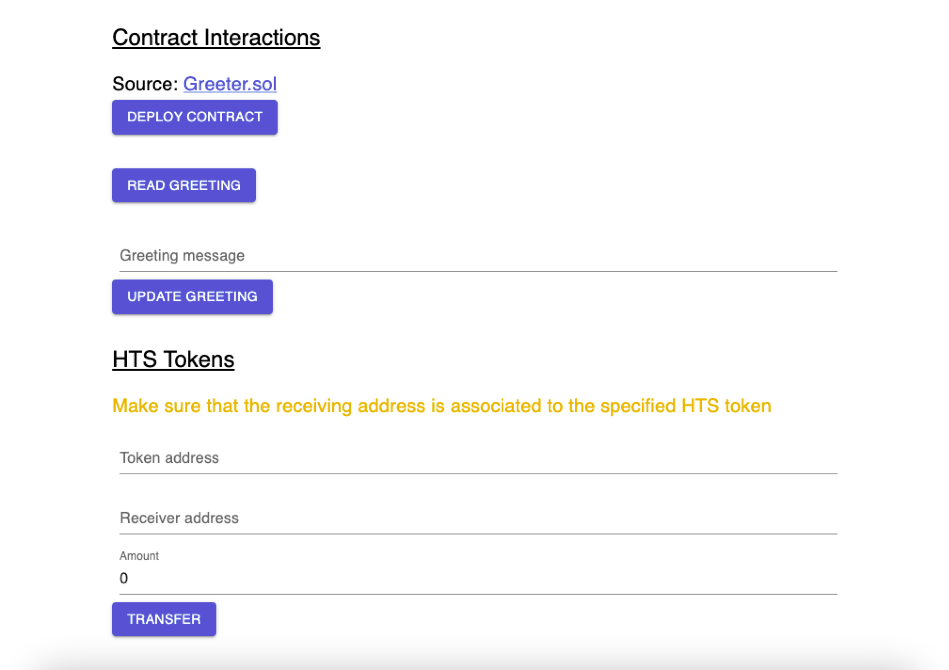 Contract Interactions
Source: Greeter.sol
DEPLOY CONTRACT
READ GREETING
Greeting message
UPDATE GREETING
HTS Tokens
Make sure that the receiving address is associated to the specified HTS token
Token address
Receiver address
Amount
0
TRANSFER